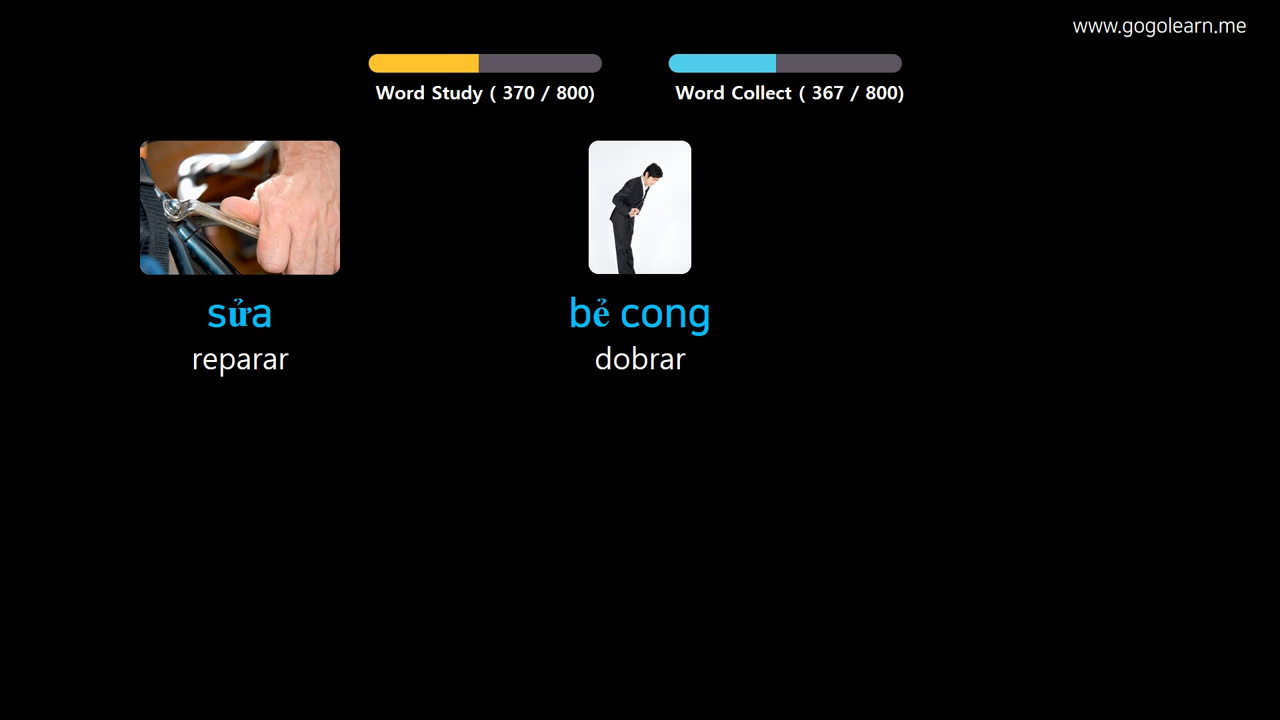 www.gogolearn.me
Word Study ( 370 / 800)
Word Collect ( 367 / 800)
sửa
reparar
bẻ cong
dobrar